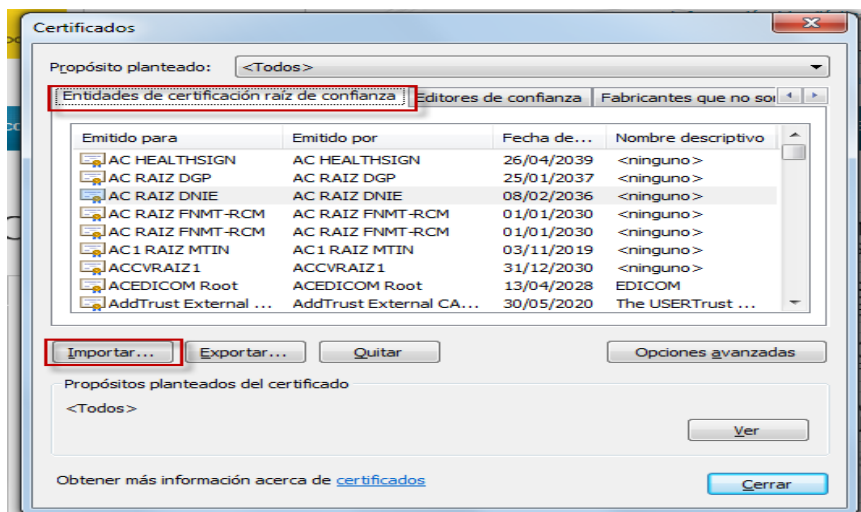 Certificados
Propósito planteado: <Todos>
Entidades de certificación raíz de confianza Editores de confianza Fabricantes que no son
Emitido para Emitido por Fecha de... Nombre descriptivo
AC HEALTHSIGN AC HEALTHSIGN 26/04/2039 <ninguno>
AC RAIZ DGP AC RAIZ DGP 25/01/2037 <ninguno>
AC RAIZ DNIE AC RAIZ DNIE 08/02/2036 <ninguno>
AC RAIZ FNMT-RCM AC RAIZ FNMT-RCM 01/01/2030 <ninguno>
AC RAIZ FNMT-RCM AC RAIZ FNMT-RCM 01/01/2030 <ninguno>
AC1 RAIZ MTIN AC1 RAIZ MTIN 03/11/2019 <ninguno>
ACCVRAIZ1 ACCVRAIZ1 31/12/2030 <ninguno>
ACEDICOM Root ACEDICOM Root 13/04/2028 EDICOM
AddTrust External ... AddTrust External CA... 30/05/2020 The USERTrust ...
Importar... Exportar... Quitar Opciones avanzadas
Propósitos planteados del certificado
<Todos>
Ver
Obtener más información acerca de certificados
Cerrar